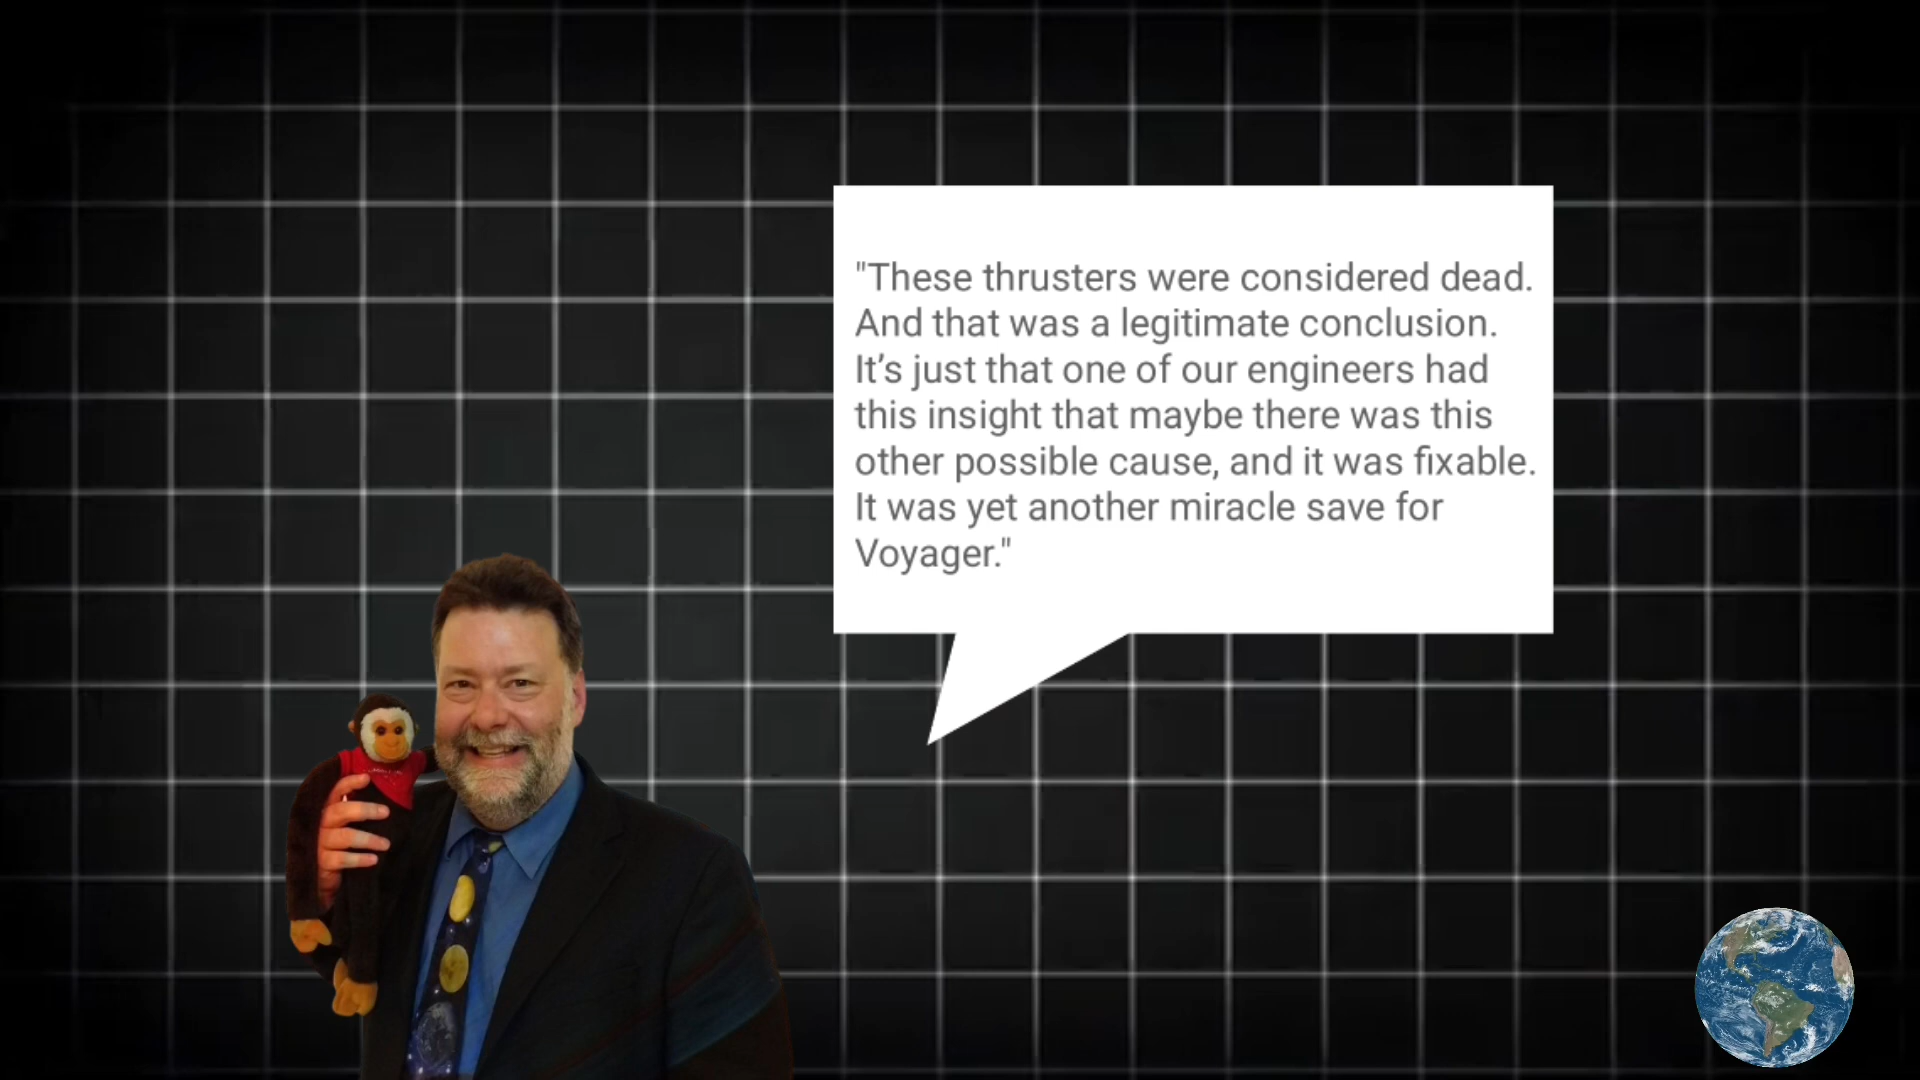 "These thrusters were considered dead.
And that was a legitimate conclusion.
It’s just that one of our engineers had
this insight that maybe there was this
other possible cause, and it was fixable.
It was yet another miracle save for
Voyager."